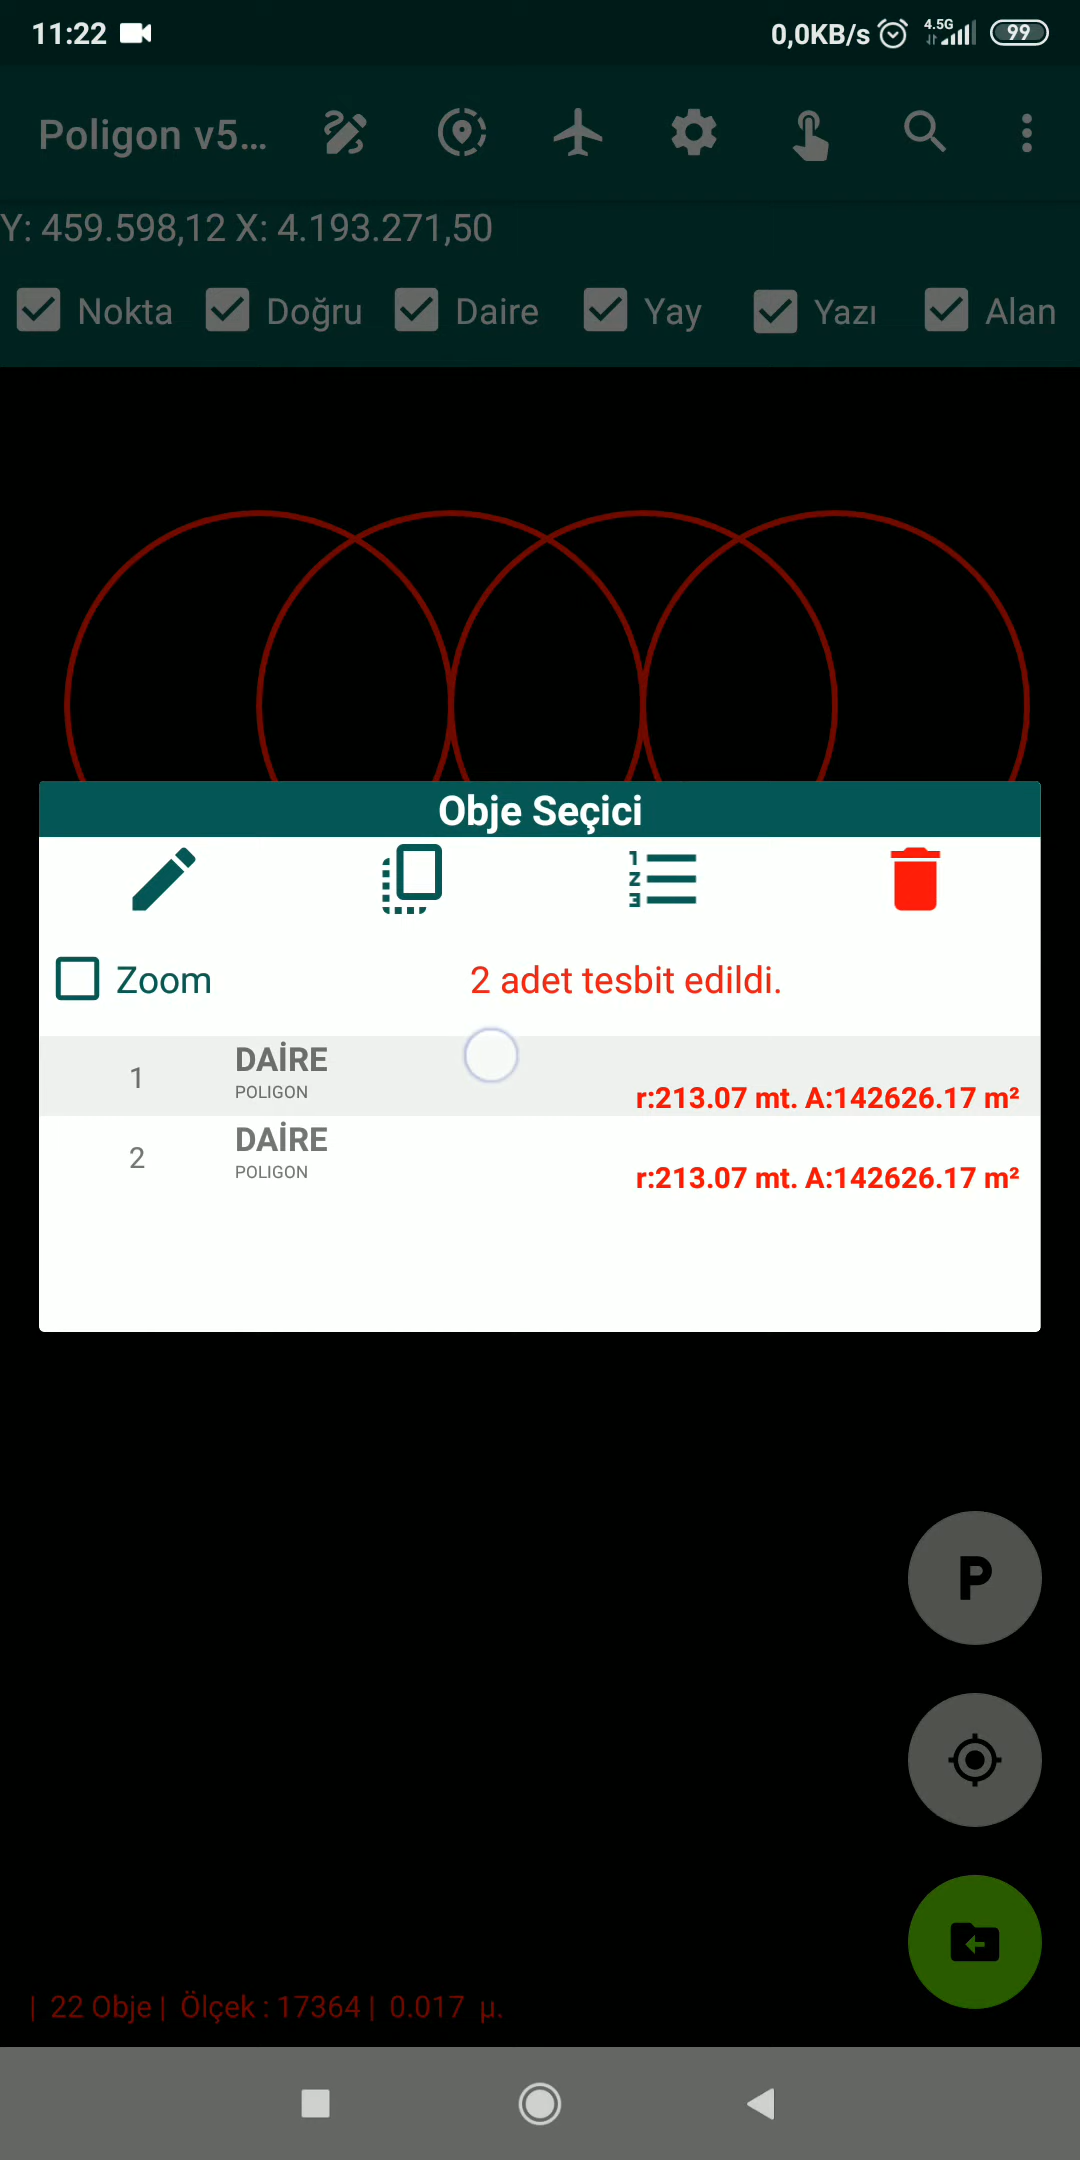 11:22 0,0KB/s 4.5G 99
Poligon v5...
Y: 459.598,12 X: 4.193.271,50
Nokta Doğru Daire Yay Yazı Alan
Obje Seçici
Zoom 2 adet tesbit edildi.
1 DAİRE
POLIGON
r:213.07 mt. A:142626.17 m²
2 DAİRE
POLIGON
r:213.07 mt. A:142626.17 m²
P
| 22 Obje | Ölçek : 17364 | 0.017 µ.